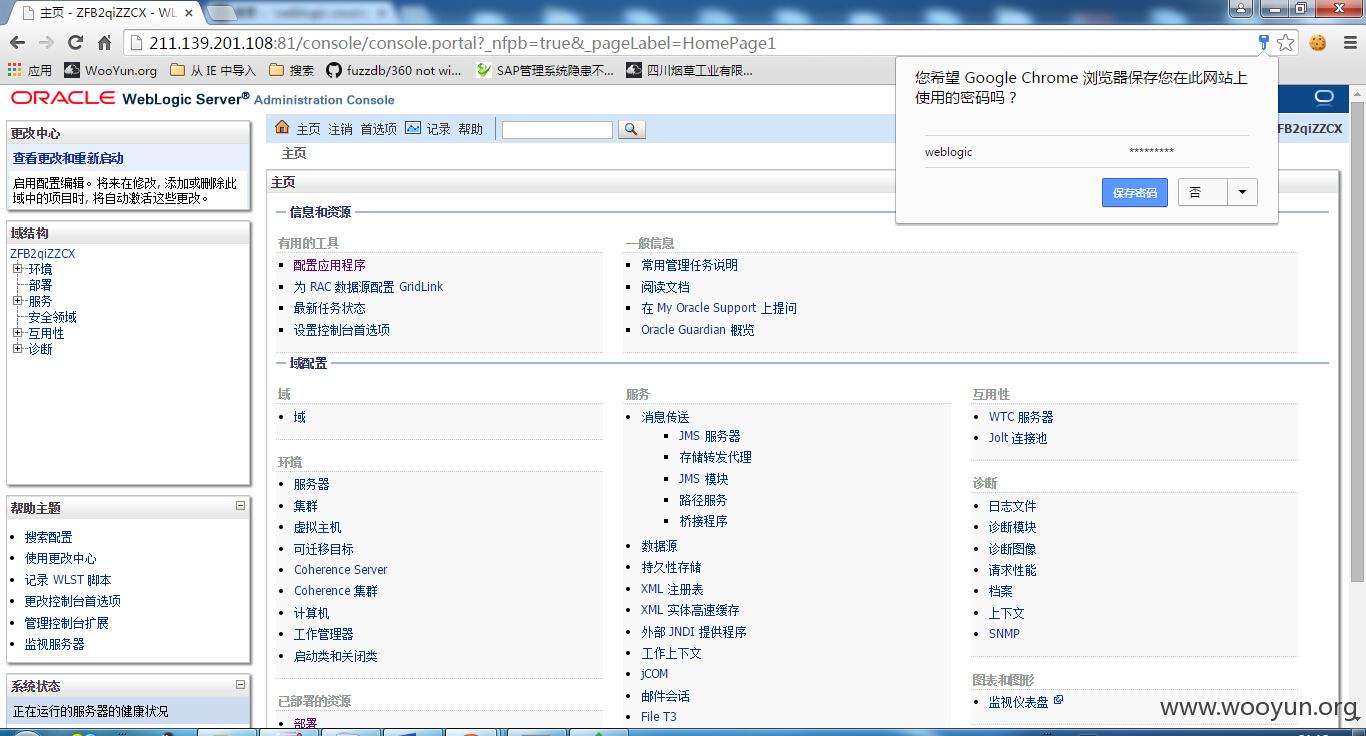 主页 - ZFB2qiZZCX - WL
211.139.201.108:81/console/console.portal?_nfpb=true&_pageLabel=HomePage1
应用 WooYun.org 从 IE 中导入 搜索 fuzzdb/360 not wi... SAP管理系统隐患不... 四川烟草工业有限...
您希望 Google Chrome 浏览器保存您在此网站上
使用的密码吗？
weblogic *********
保存密码 否
ORACLE WebLogic Server® Administration Console
更改中心
查看更改和重新启动
启用配置编辑。将来在修改, 添加或删除此
域中的项目时, 将自动激活这些更改。
域结构
ZFB2qiZZCX
环境
部署
服务
安全领域
互用性
诊断
帮助主题
搜索配置
使用更改中心
记录 WLST 脚本
更改控制台首选项
管理控制台扩展
监视服务器
系统状态
正在运行的服务器的健康状况
主页 注销 首选项 记录 帮助
FB2qiZZCX
主页
主页
信息和资源
有用的工具
配置应用程序
为 RAC 数据源配置 GridLink
最新任务状态
设置控制台首选项
一般信息
常用管理任务说明
阅读文档
在 My Oracle Support 上提问
Oracle Guardian 概览
域配置
域
域
环境
服务器
集群
虚拟主机
可迁移目标
Coherence Server
Coherence 集群
计算机
工作管理器
启动类和关闭类
已部署的资源
部署
服务
消息传送
JMS 服务器
存储转发代理
JMS 模块
路径服务
桥接程序
数据源
持久性存储
XML 注册表
XML 实体高速缓存
外部 JNDI 提供程序
工作上下文
jCOM
邮件会话
File T3
互用性
WTC 服务器
Jolt 连接池
诊断
日志文件
诊断模块
诊断图像
请求性能
档案
上下文
SNMP
图表和图形
监视仪表盘
www.wooyun.org